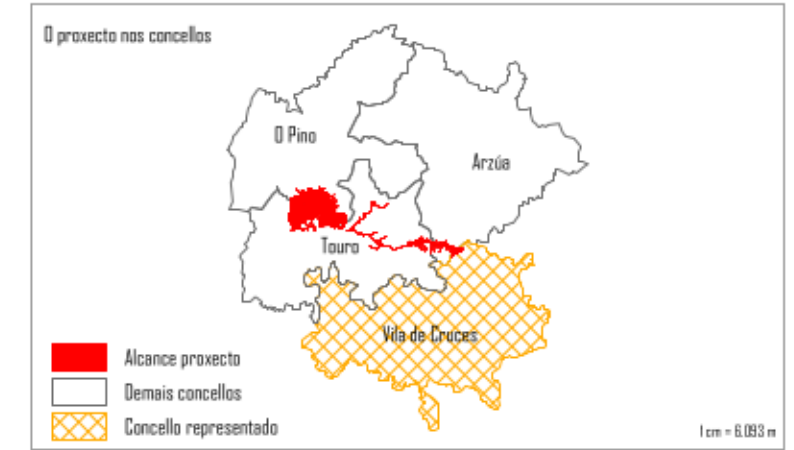 O proxecto nos concellos
O Pino
Arzúa
Touro
Vila de Cruces
Alcance proxecto
Demais concellos
Concello representado
1 cm = 6.093 m